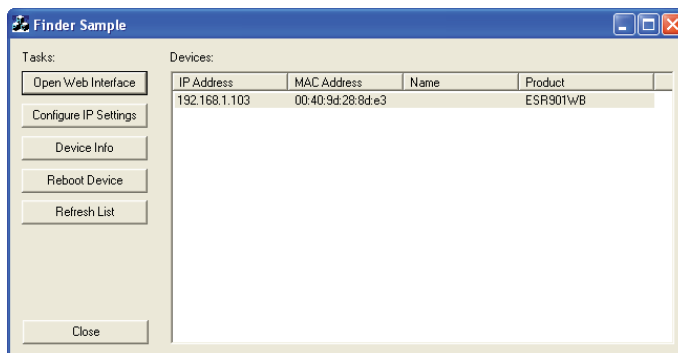 Finder Sample
Tasks:
Devices:
Open Web Interface
Configure IP Settings
Device Info
Reboot Device
Refresh List
Close
IP Address MAC Address Name Product
192.168.1.103 00:40:9d:28:8d:e3 ESR901WB